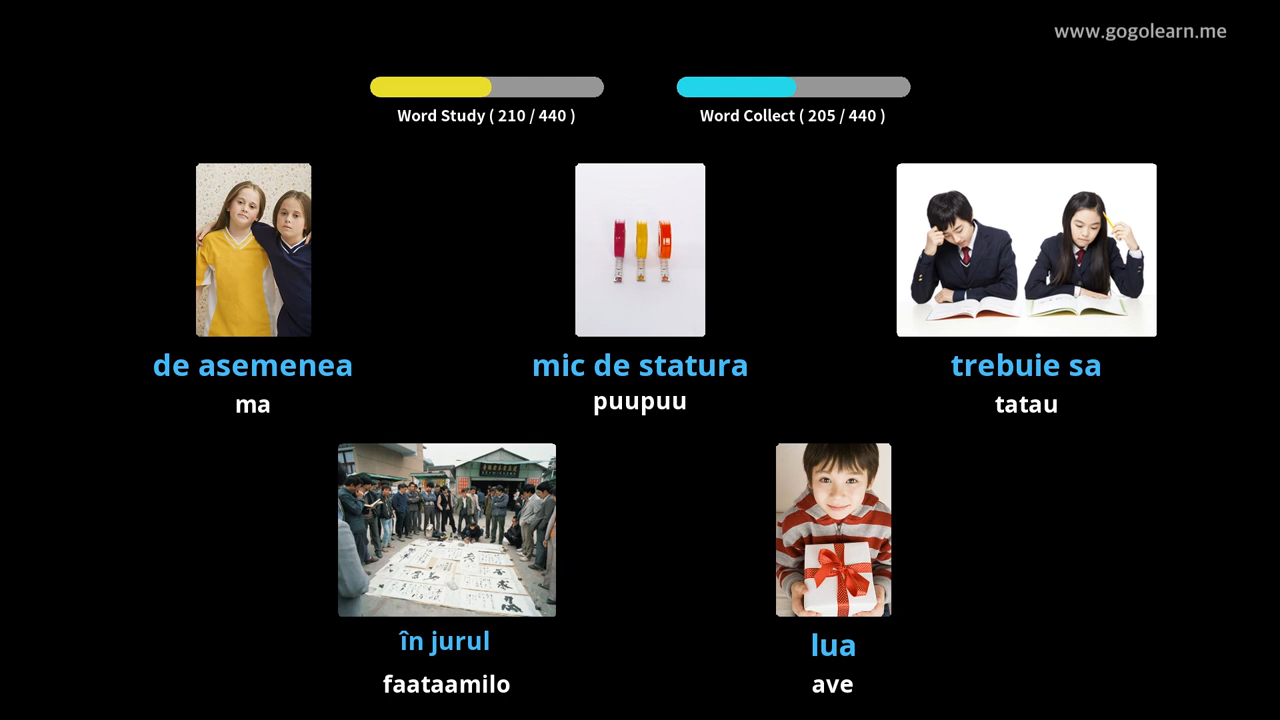 www.gogolearn.me
Word Study ( 210 / 440 )
Word Collect ( 205 / 440 )
de asemenea
ma
mic de statura
puupuu
trebuie sa
tatau
în jurul
faataamilo
lua
ave